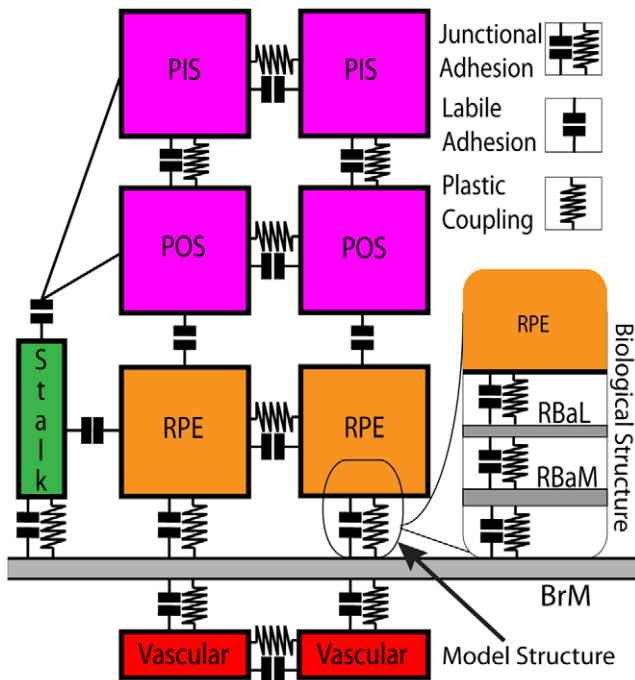 PIS
PIS
Junctional
Adhesion
Labile
Adhesion
Plastic
Coupling
POS
POS
Stalk
RPE
RPE
RPE
RBaL
RBaM
Biological Structure
BrM
Vascular
Vascular
Model Structure